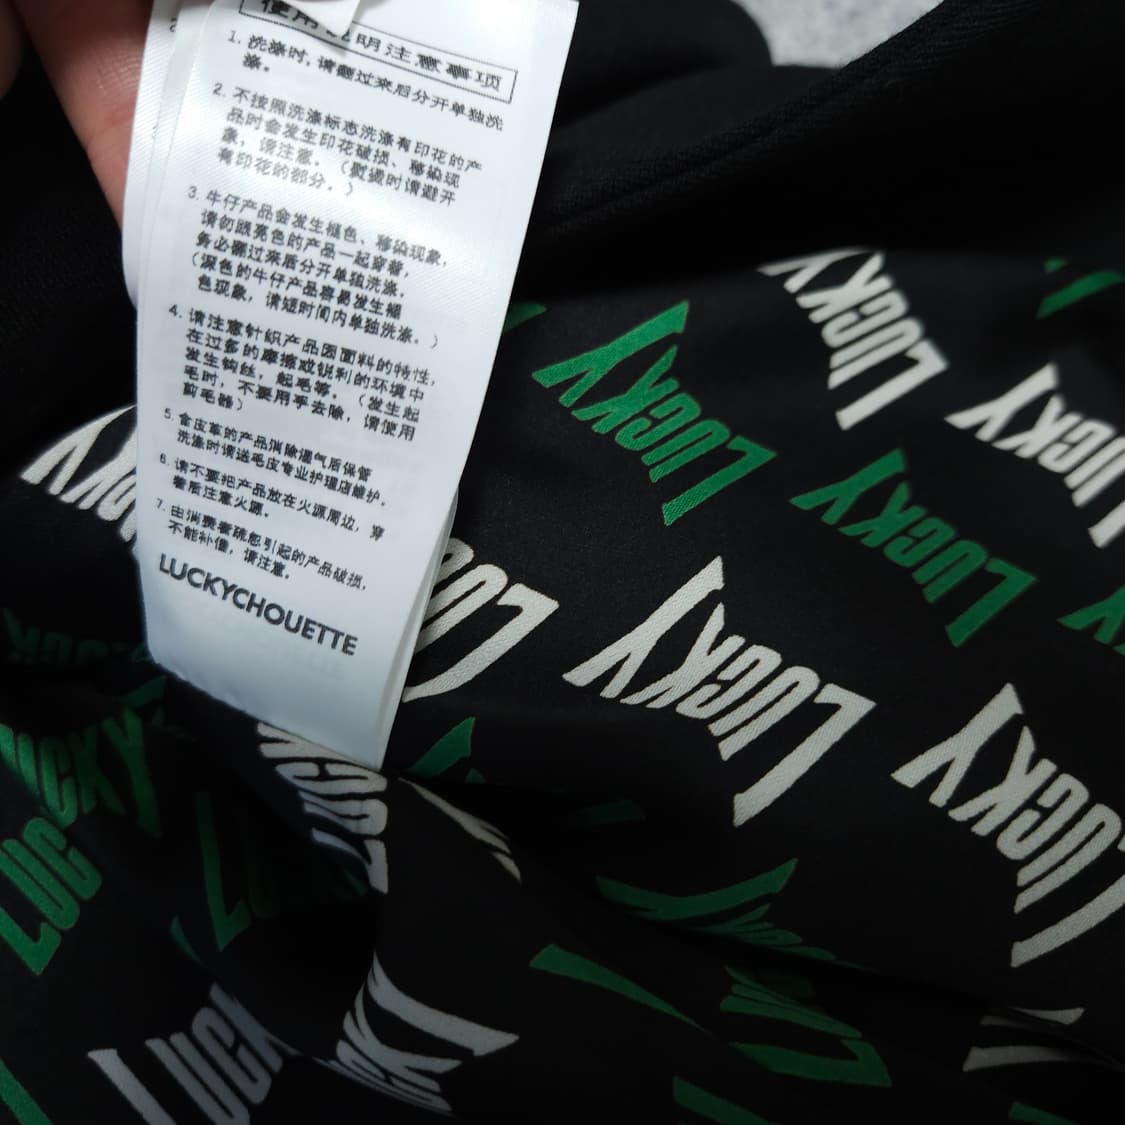 使用说明注意事项
1. 洗涤时, 请翻过来后分开单独洗
涤。
2. 不按照洗涤标志洗涤有印花的产
品时会发生印花破损、移染现
象, 请注意。(熨烫时请避开
有印花的部分。)
3. 牛仔产品会发生褪色、移染现象,
请勿跟亮色的产品一起穿着,
务必翻过来后分开单独洗涤,
(深色的牛仔产品容易发生褪
色现象, 请短时间内单独洗涤。)
4. 请注意针织产品因面料的特性,
在过多的摩擦或锐利的环境中
发生钩丝, 起毛等。(发生起
毛时, 不要用手去除, 请使用
剪毛器)
5. 含皮革的产品消除湿气后保管
洗涤时请送毛皮专业护理店维护。
6. 请不要把产品放在火源周边, 穿
着后注意火源。
7. 由消费者疏忽引起的产品破损,
不能补偿, 请注意。
LUCKYCHOUETTE
LUCKY
LUCKY
LUCKY
LUCKY
LUCKY
LUCKY
LUCKY